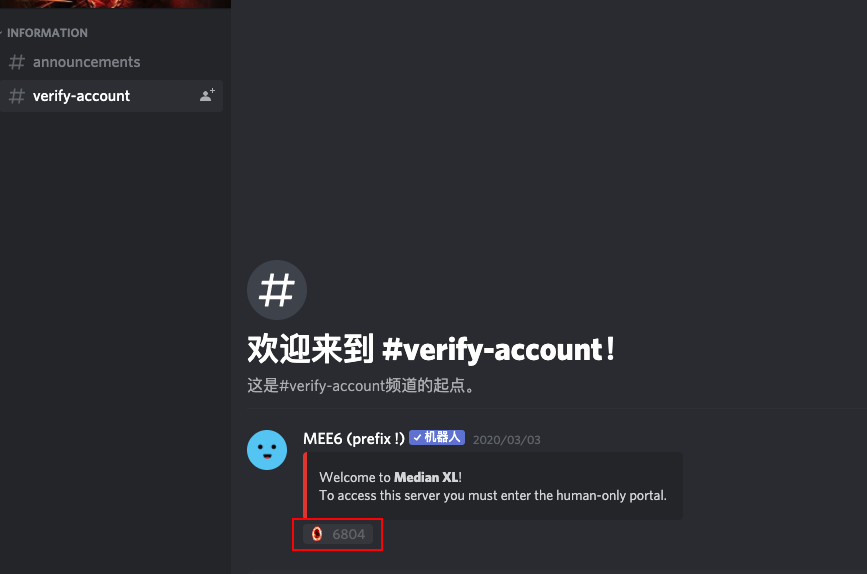 INFORMATION
announcements
verify-account
欢迎来到 #verify-account!
这是#verify-account频道的起点。
MEE6 (prefix !) ✓机器人 2020/03/03
Welcome to Median XL!
To access this server you must enter the human-only portal.
6804